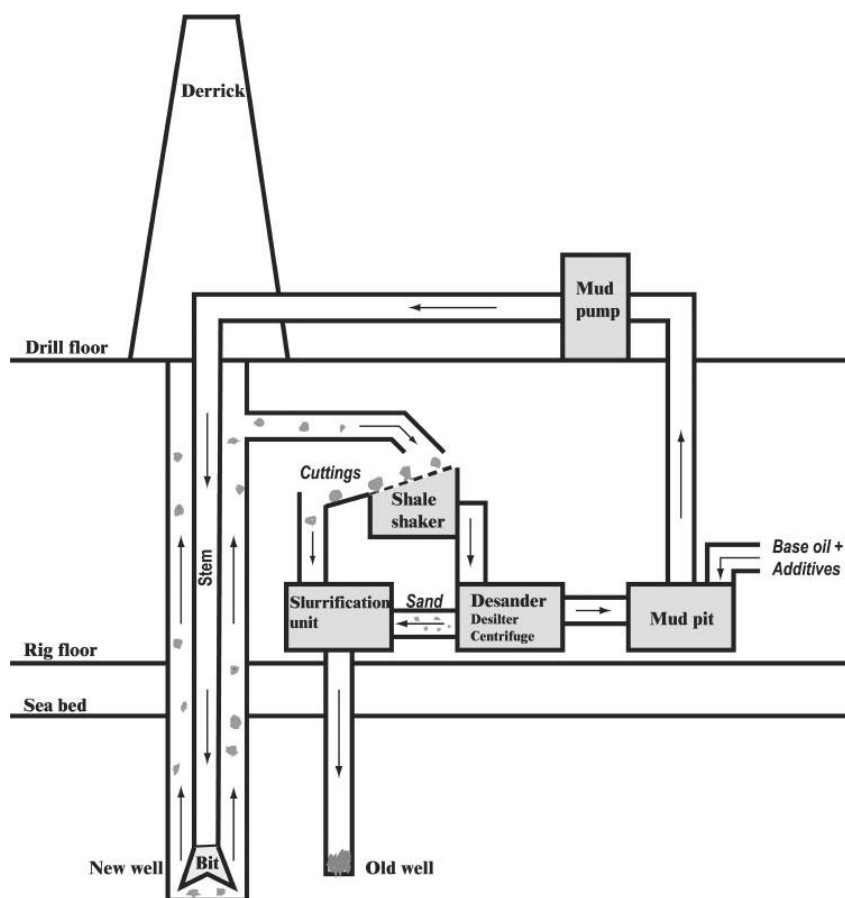 Derrick
Mud
pump
Drill floor
Cuttings
Shale
shaker
Stem
Base oil +
Additives
Slurrification
unit
Sand
Desander
Desilter
Centrifuge
Mud pit
Rig floor
Sea bed
New well
Bit
Old well